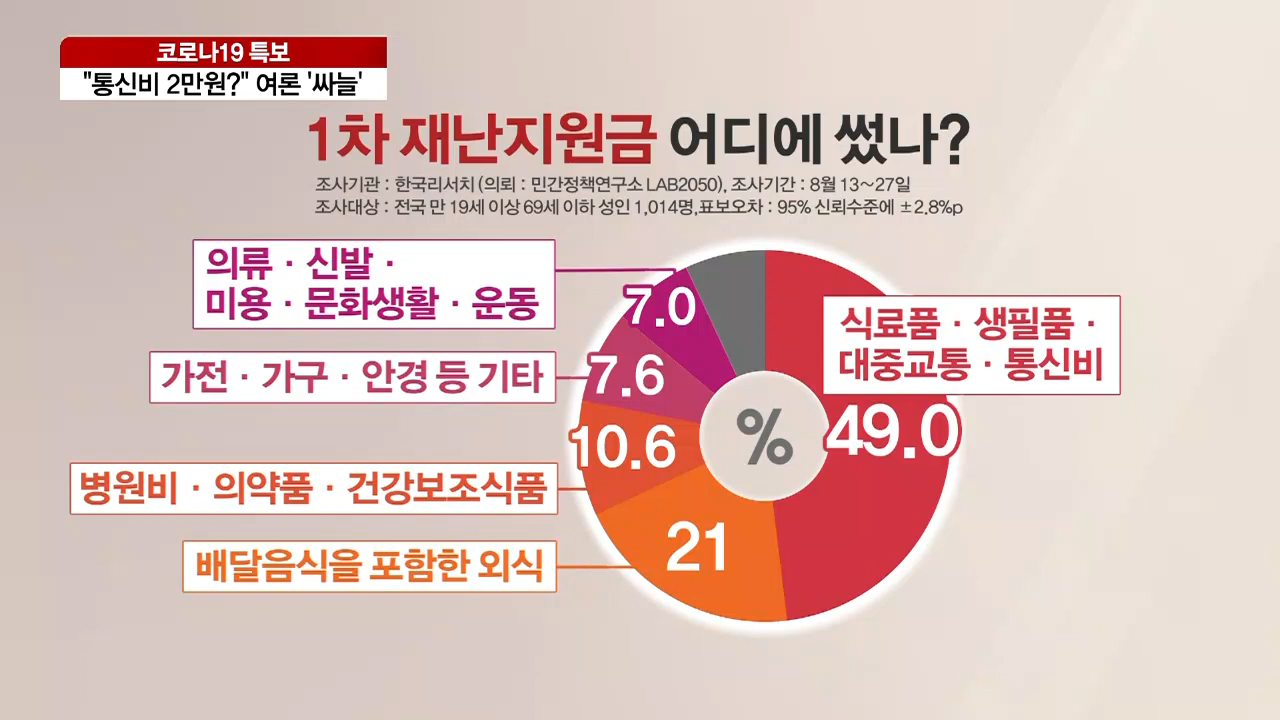 코로나19 특보
"통신비 2만원?" 여론 '싸늘'
1차 재난지원금 어디에 썼나?
조사기관 : 한국리서치 (의뢰 : 민간정책연구소 LAB2050), 조사기간 : 8월 13~27일
조사대상 : 전국 만 19세 이상 69세 이하 성인 1,014명,표보오차 : 95% 신뢰수준에 ±2.8%p
의류 · 신발 ·
미용 · 문화생활 · 운동
7.0
식료품 · 생필품 ·
대중교통 · 통신비
49.0
가전 · 가구 · 안경 등 기타
7.6
%
병원비 · 의약품 · 건강보조식품
10.6
배달음식을 포함한 외식
21